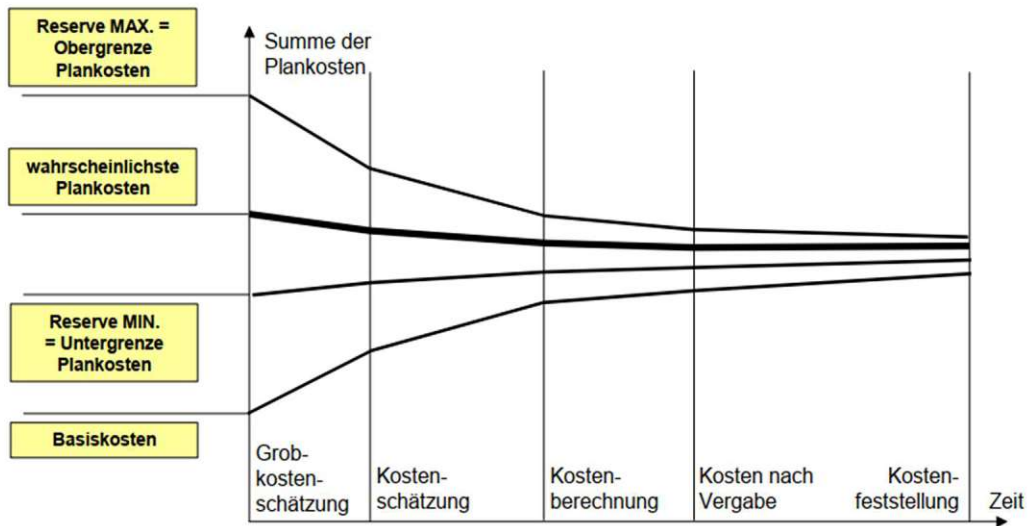 Reserve MAX. =
Obergrenze
Plankosten
Summe der
Plankosten
wahrscheinlichste
Plankosten
Reserve MIN.
= Untergrenze
Plankosten
Basiskosten
Grob-
kosten-
schätzung
Kosten-
schätzung
Kosten-
berechnung
Kosten nach
Vergabe
Kosten-
feststellung
Zeit